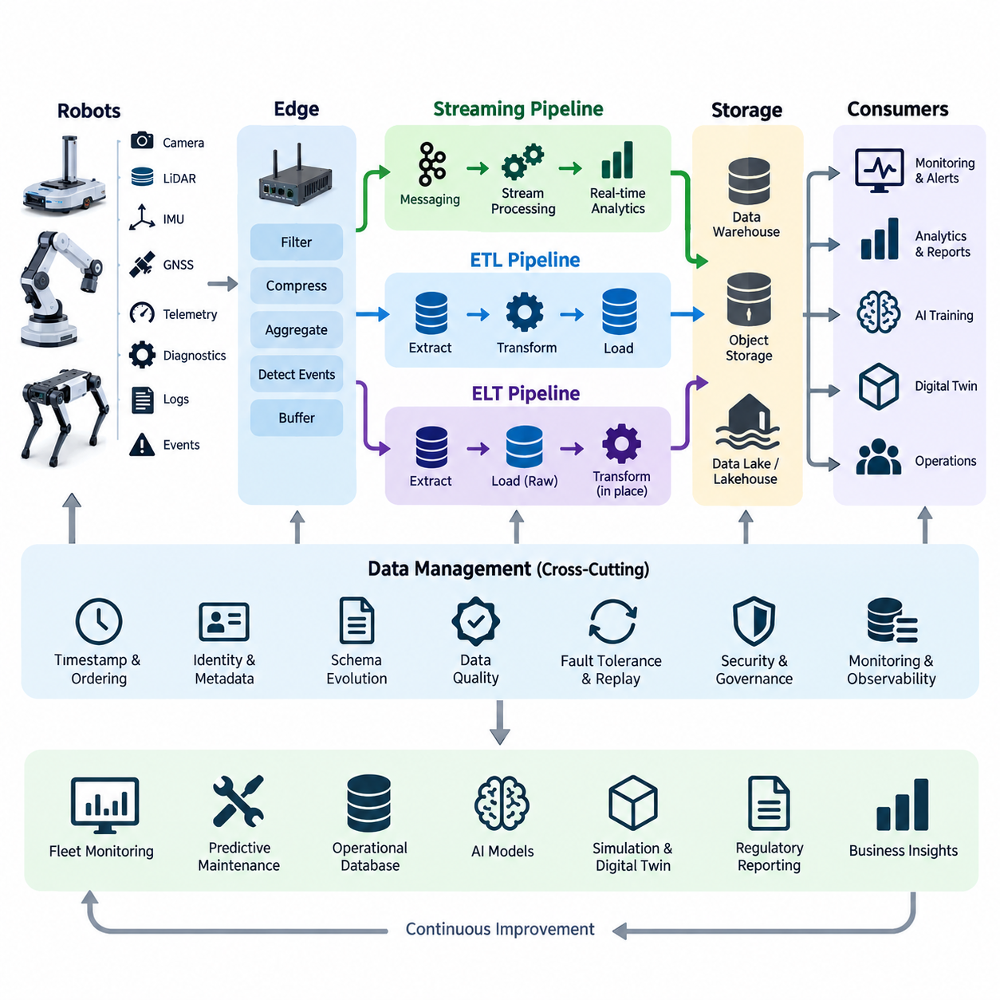 Robots
Camera
LiDAR
IMU
GNSS
Telemetry
Diagnostics
Logs
Events
Edge
Filter
Compress
Aggregate
Detect Events
Buffer
Streaming Pipeline
Messaging
Stream
Processing
Real-time
Analytics
ETL Pipeline
Extract
Transform
Load
ELT Pipeline
Extract
Load (Raw)
Transform
(in place)
Storage
Data
Warehouse
Object
Storage
Data Lake /
Lakehouse
Consumers
Monitoring
& Alerts
Analytics
& Reports
AI Training
Digital Twin
Operations
Data Management (Cross-Cutting)
Timestamp &
Ordering
Identity &
Metadata
Schema
Evolution
Data
Quality
Fault Tolerance
& Replay
Security &
Governance
Monitoring &
Observability
Fleet Monitoring
Predictive
Maintenance
Operational
Database
AI Models
Simulation &
Digital Twin
Regulatory
Reporting
Business Insights
Continuous Improvement